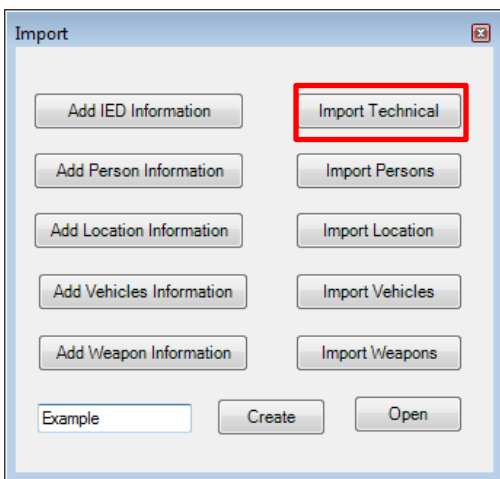 Import
Add IED Information
Import Technical
Add Person Information
Import Persons
Add Location Information
Import Location
Add Vehicles Information
Import Vehicles
Add Weapon Information
Import Weapons
Example
Create
Open